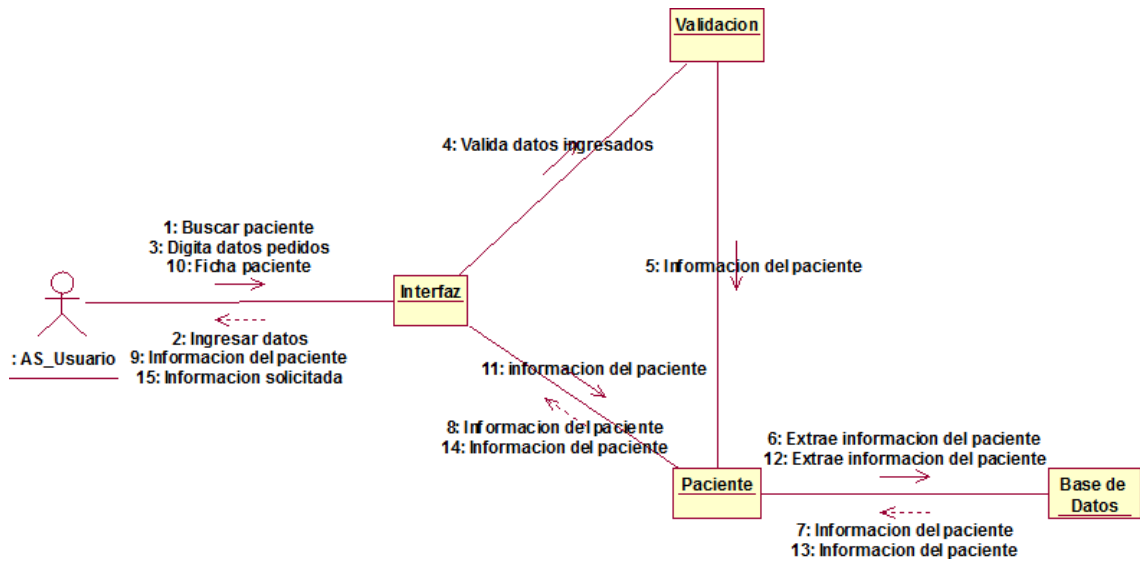 Validacion
4: Valida datos ingresados
1: Buscar paciente
3: Digita datos pedidos
10: Ficha paciente
5: Informacion del paciente
Interfaz
: AS_Usuario
2: Ingresar datos
9: Informacion del paciente
15: Informacion solicitada
11: informacion del paciente
8: Informacion del paciente
14: Informacion del paciente
6: Extrae informacion del paciente
12: Extrae informacion del paciente
Paciente
Base de
Datos
7: Informacion del paciente
13: Informacion del paciente